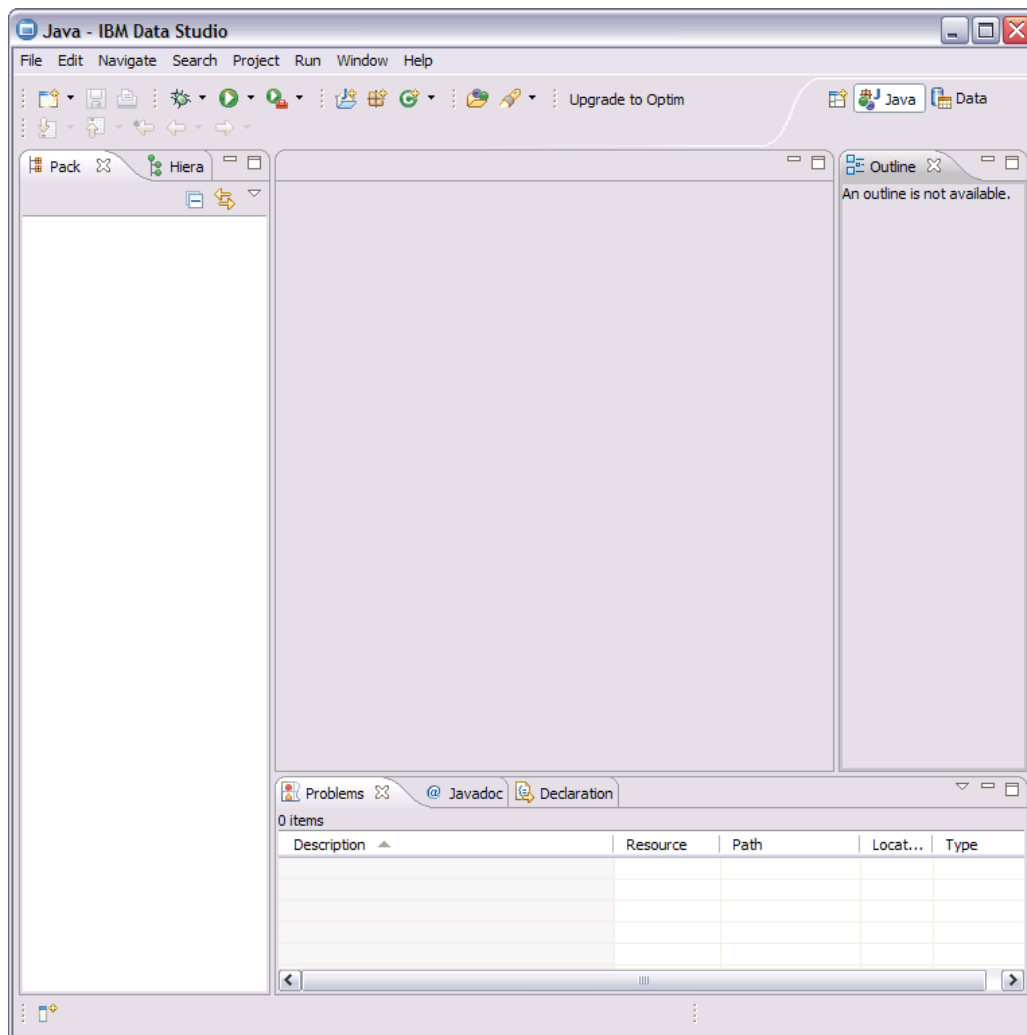 Java - IBM Data Studio
File Edit Navigate Search Project Run Window Help
Upgrade to Optim Java Data
Pack Hiera Outline
An outline is not available.
Problems @ Javadoc Declaration
0 items
Description Resource Path Locat... Type